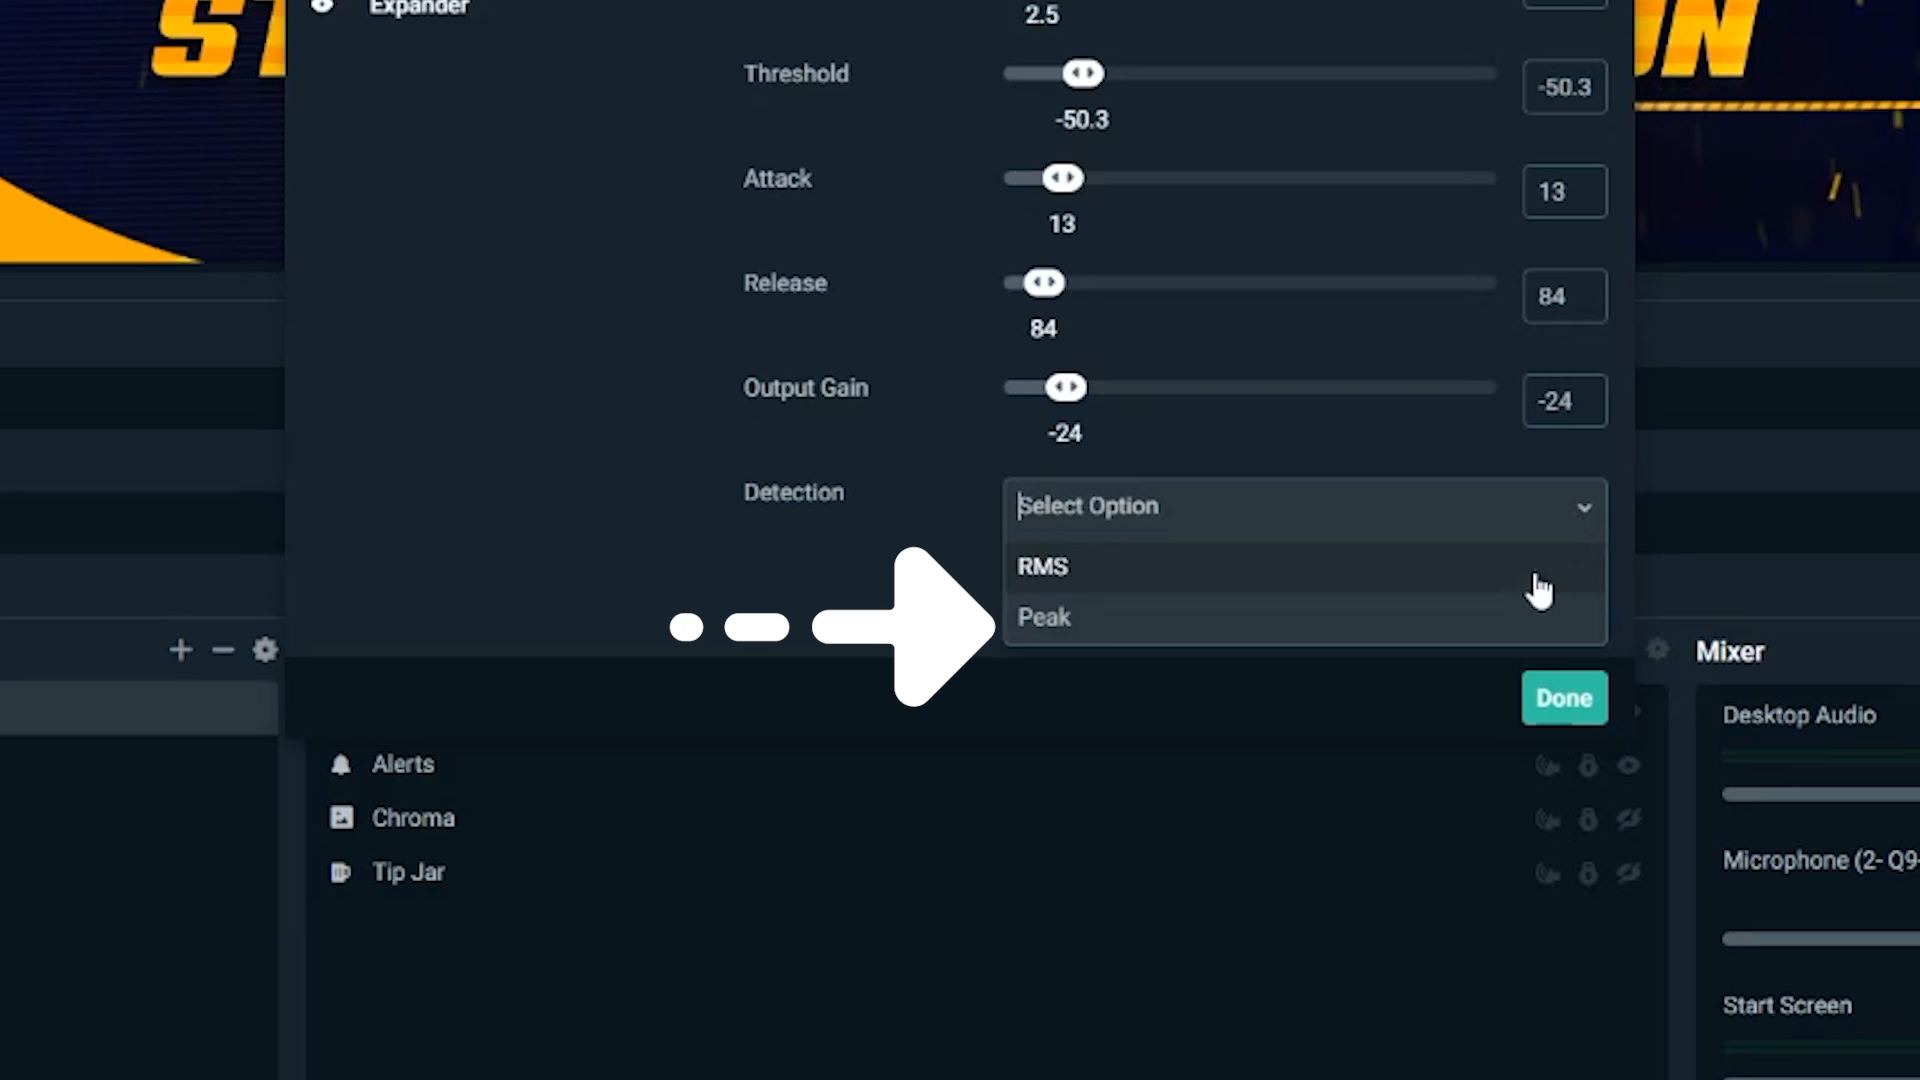 Expander
2.5
Threshold
-50.3
-50.3
Attack
13
13
Release
84
84
Output Gain
-24
-24
Detection
Select Option
RMS
Peak
Done
Mixer
Desktop Audio
Alerts
Chroma
Tip Jar
Microphone (2- Q9-
Start Screen